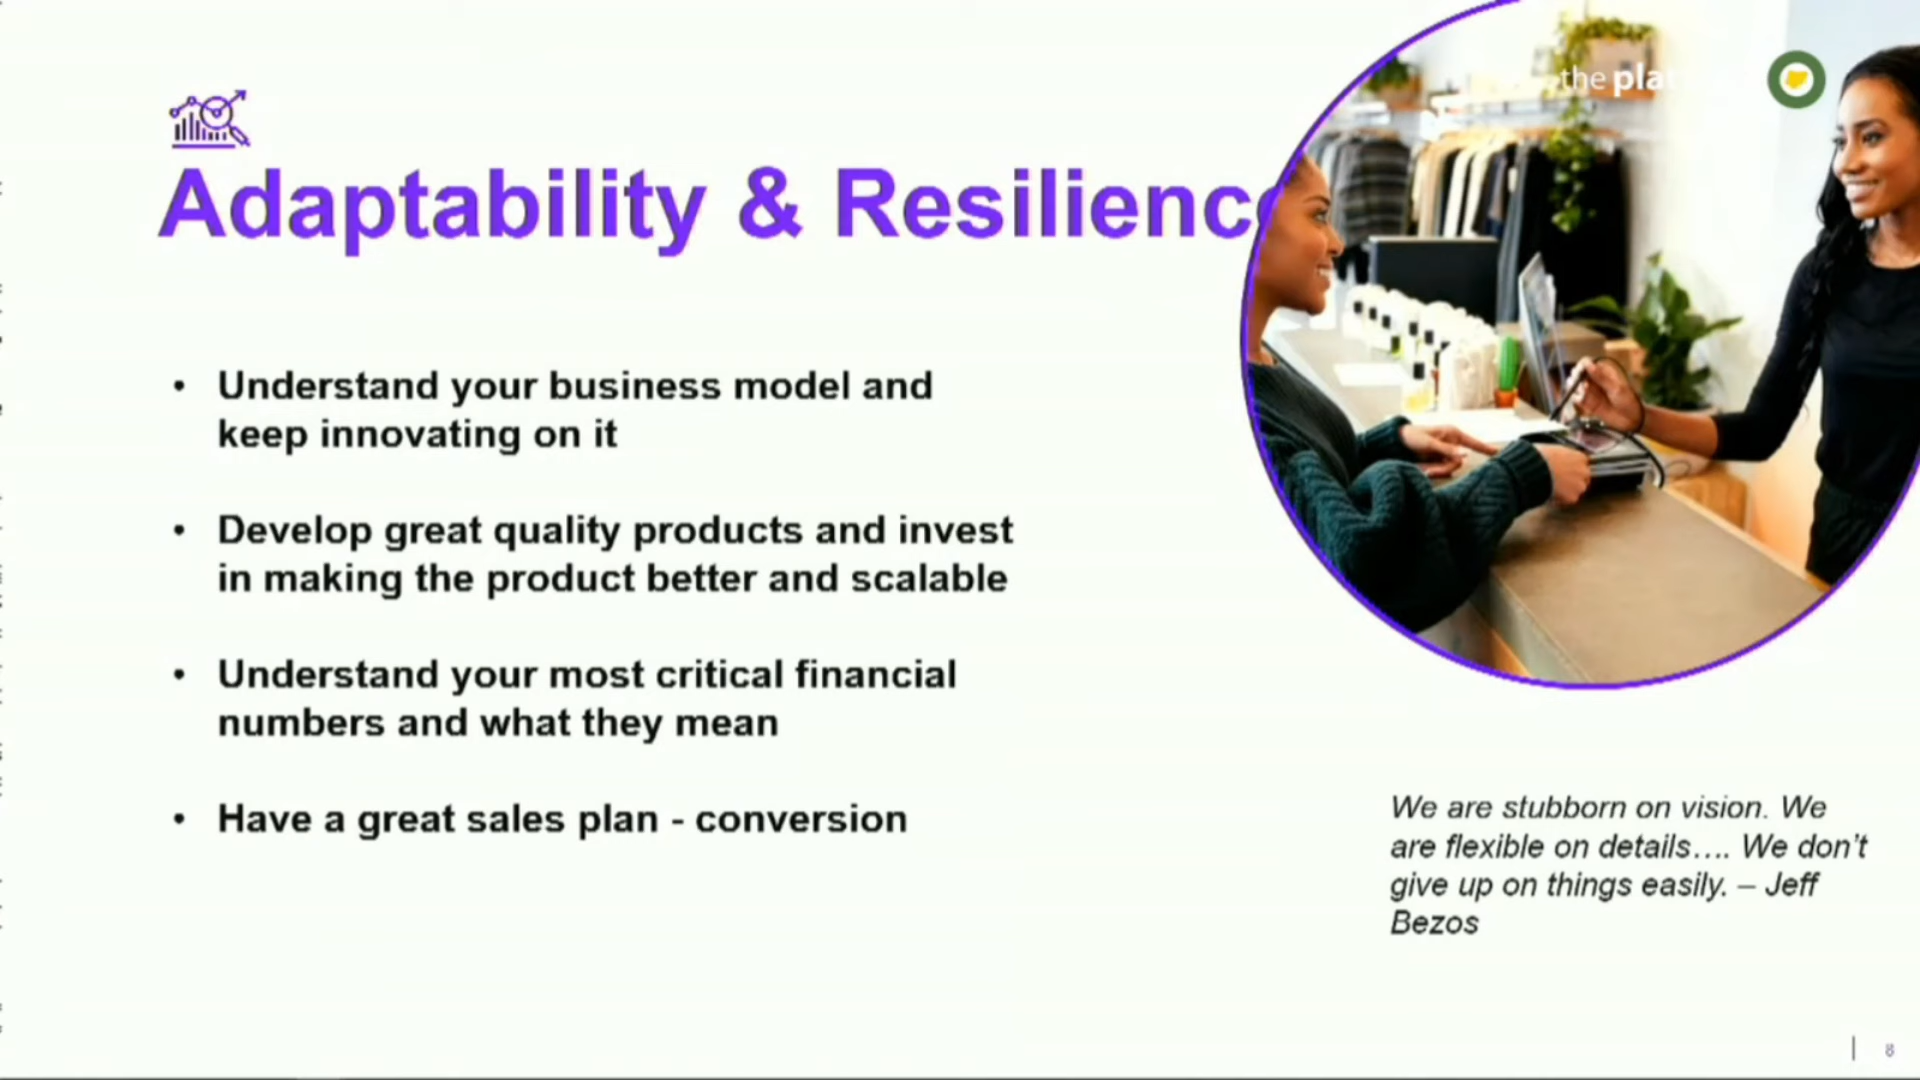 the plat
Adaptability & Resilienc
• Understand your business model and
keep innovating on it
• Develop great quality products and invest
in making the product better and scalable
• Understand your most critical financial
numbers and what they mean
• Have a great sales plan - conversion
We are stubborn on vision. We
are flexible on details…. We don't
give up on things easily. – Jeff
Bezos
8